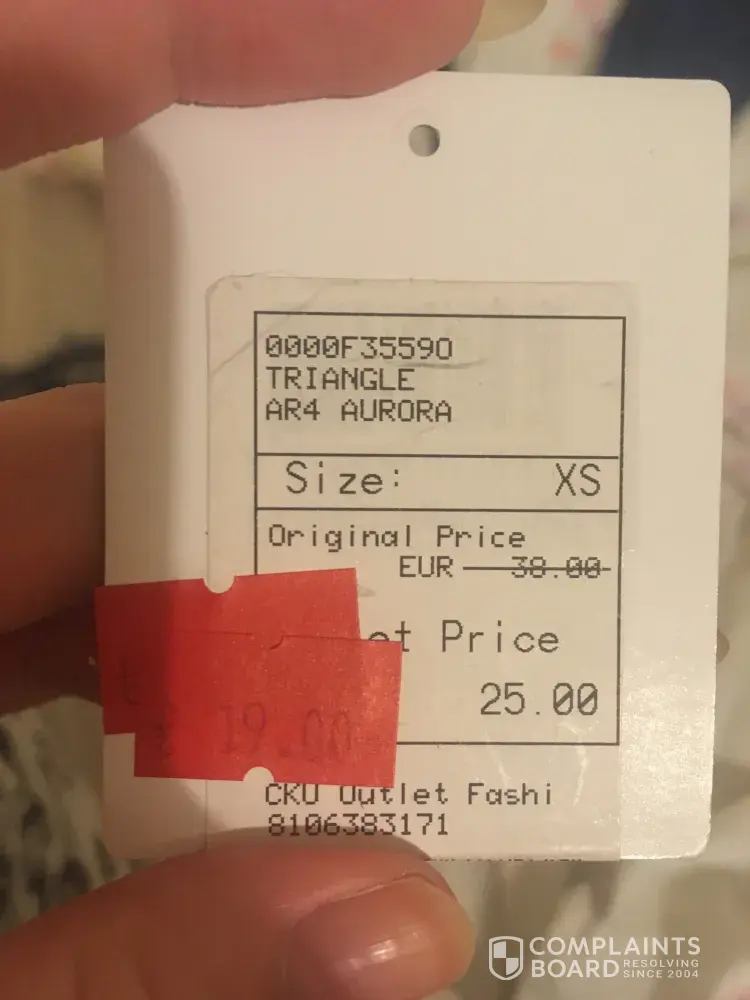 0000F3559O
TRIANGLE
AR4 AURORA
Size: XS
Original Price
EUR 38.00
et Price
25.00
€ 19.00
CKU Outlet Fashi
8106383171
COMPLAINTS
BOARD RESOLVING
SINCE 2004